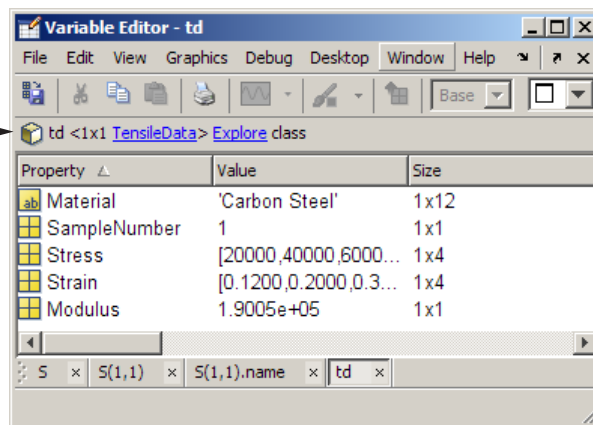 Variable Editor - td
File Edit View Graphics Debug Desktop Window Help
Base
td <1x1 TensileData> Explore class
Property Value Size
ab Material 'Carbon Steel' 1x12
SampleNumber 1 1x1
Stress [20000,40000,6000... 1x4
Strain [0.1200,0.2000,0.3... 1x4
Modulus 1.9005e+05 1x1
S S(1,1) S(1,1).name td